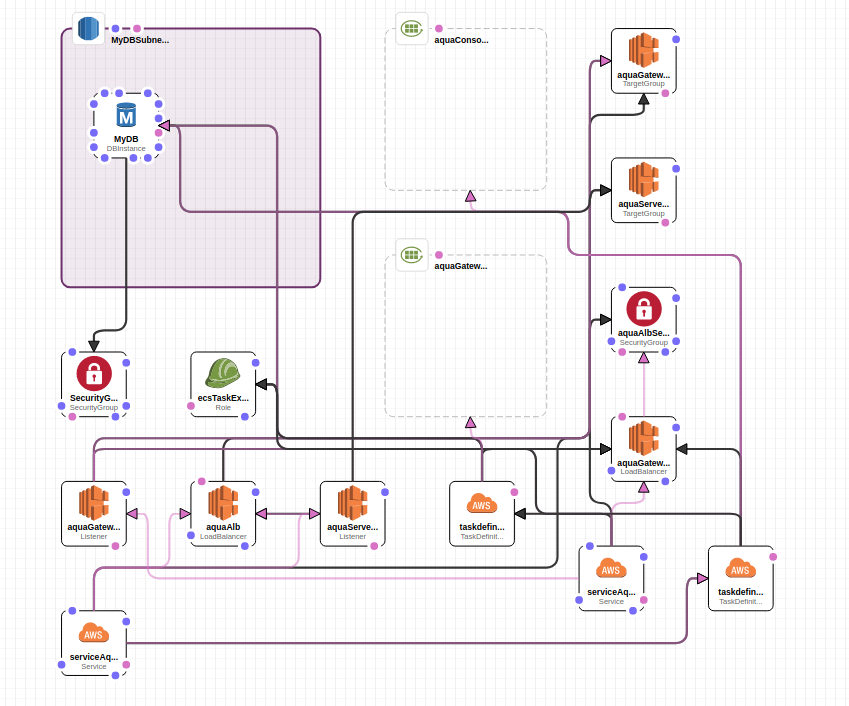 MyDBSubne...
aquaConso...
aquaGatew...
TargetGroup
M
MyDB
DBInstance
aquaServe...
TargetGroup
aquaGatew...
aquaAlbSe...
SecurityGroup
SecurityG...
SecurityGroup
ecsTaskEx...
Role
aquaGatew...
LoadBalancer
aquaGatew...
Listener
aquaAlb
LoadBalancer
aquaServe...
Listener
AWS
taskdefin...
TaskDefinit...
AWS
serviceAq...
Service
AWS
taskdefin...
TaskDefinit...
AWS
serviceAq...
Service